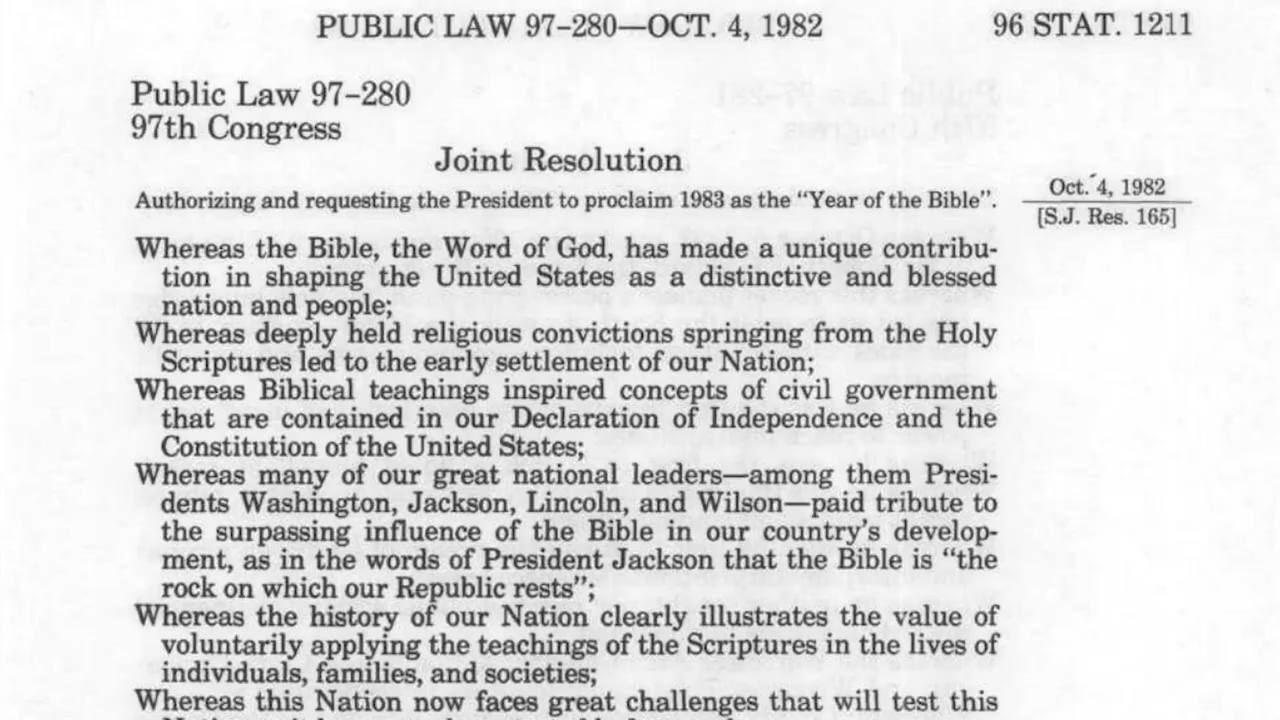 PUBLIC LAW 97–280—OCT. 4, 1982 96 STAT. 1211
Public Law 97–280
97th Congress
Joint Resolution
Authorizing and requesting the President to proclaim 1983 as the “Year of the Bible”.
Oct. 4, 1982
[S.J. Res. 165]
Whereas the Bible, the Word of God, has made a unique contribu-
tion in shaping the United States as a distinctive and blessed
nation and people;
Whereas deeply held religious convictions springing from the Holy
Scriptures led to the early settlement of our Nation;
Whereas Biblical teachings inspired concepts of civil government
that are contained in our Declaration of Independence and the
Constitution of the United States;
Whereas many of our great national leaders—among them Presi-
dents Washington, Jackson, Lincoln, and Wilson—paid tribute to
the surpassing influence of the Bible in our country’s develop-
ment, as in the words of President Jackson that the Bible is “the
rock on which our Republic rests”;
Whereas the history of our Nation clearly illustrates the value of
voluntarily applying the teachings of the Scriptures in the lives of
individuals, families, and societies;
Whereas this Nation now faces great challenges that will test this